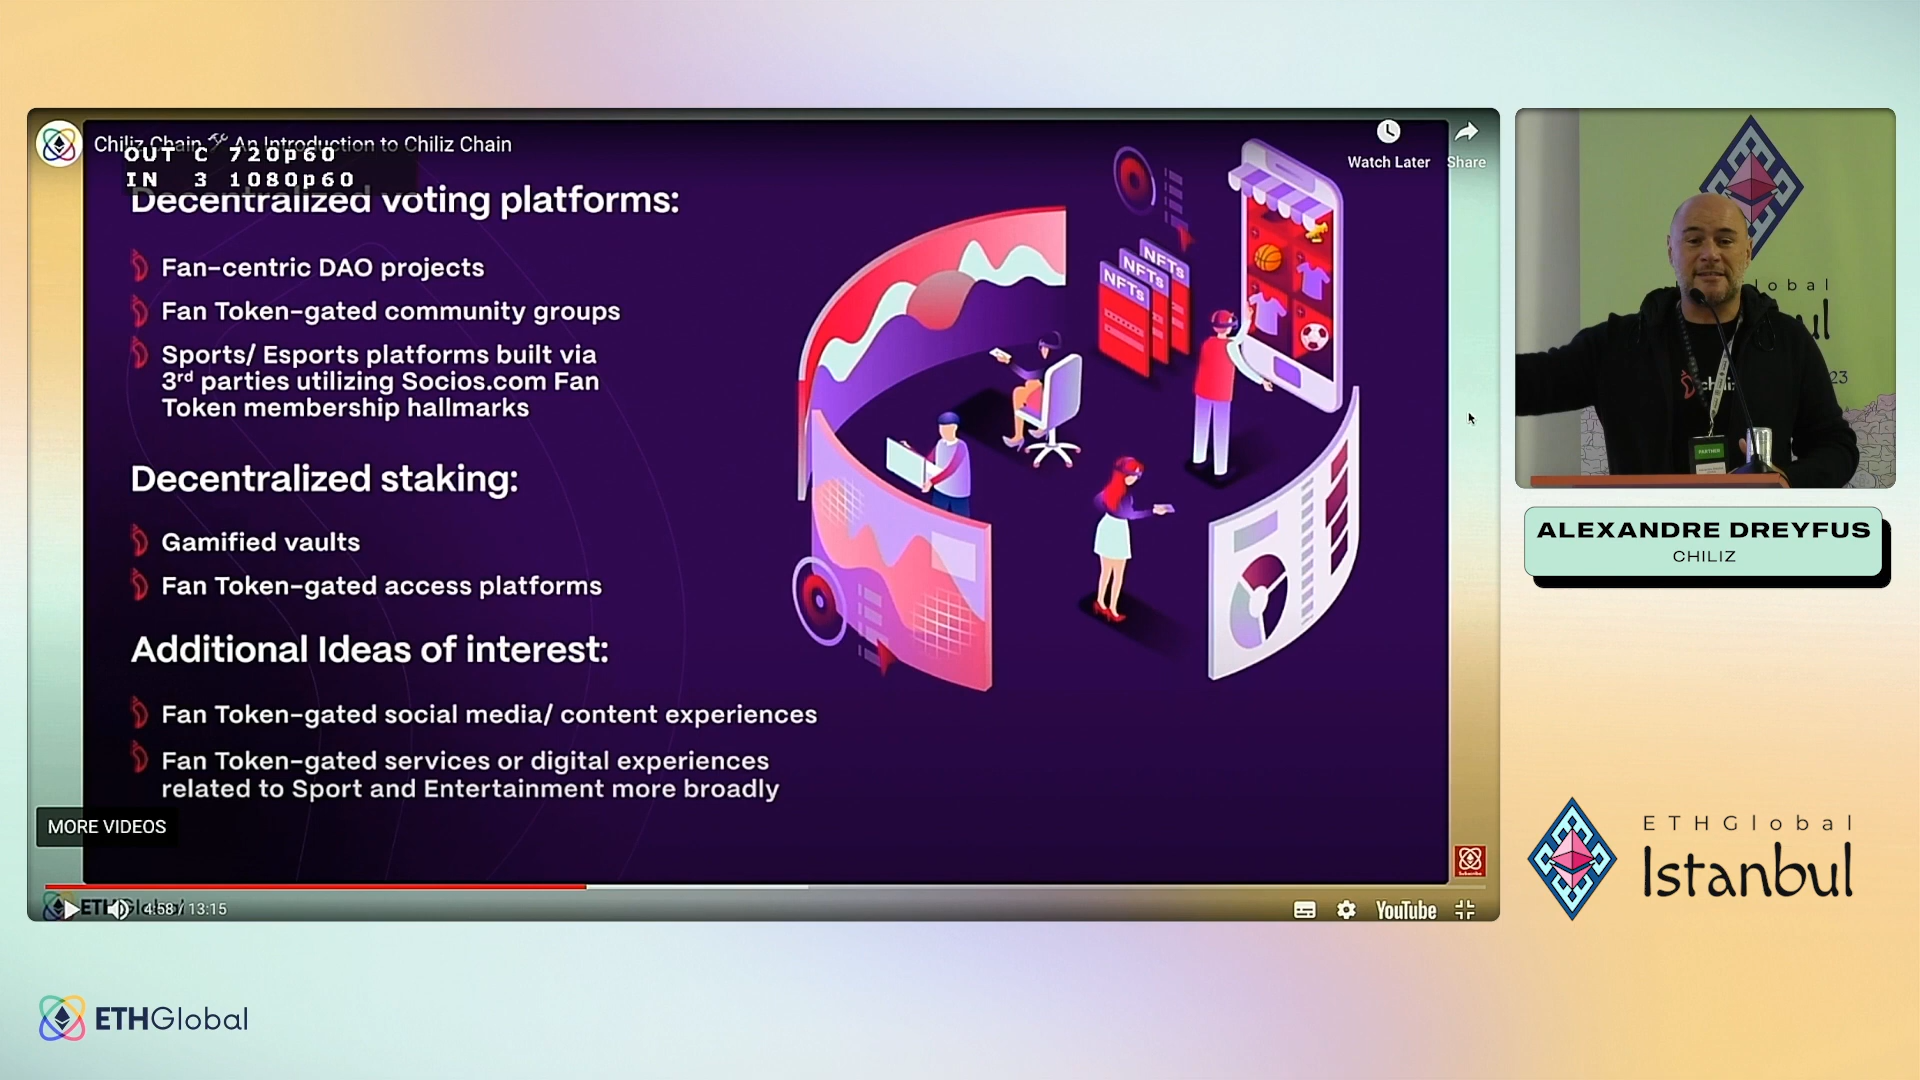 Chiliz Chain 🛠 An Introduction to Chiliz Chain
OUT C 720p60
IN 3 1080p60
Watch Later
Share
Decentralized voting platforms:
Fan-centric DAO projects
Fan Token-gated community groups
Sports/ Esports platforms built via
3rd parties utilizing Socios.com Fan
Token membership hallmarks
Decentralized staking:
Gamified vaults
Fan Token-gated access platforms
Additional Ideas of interest:
Fan Token-gated social media/ content experiences
Fan Token-gated services or digital experiences
related to Sport and Entertainment more broadly
NFTs
NFTs
NFTs
MORE VIDEOS
ETHGlobal
4:58 / 13:15
YouTube
Subscribe
PARTNER
chiliz
ALEXANDRE DREYFUS
CHILIZ
ETHGlobal
Istanbul
ETHGlobal